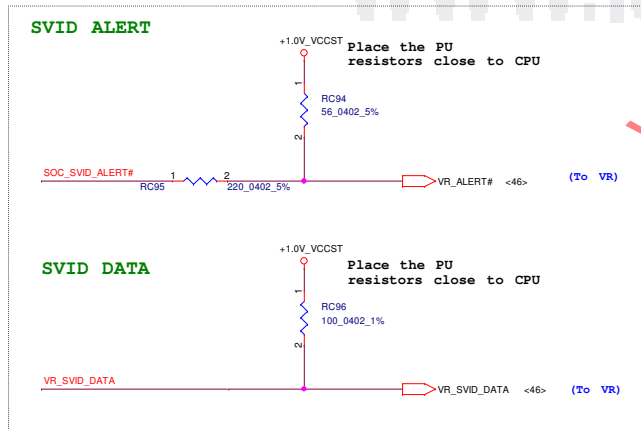 SVID ALERT
+1.0V_VCCST
Place the PU
resistors close to CPU
1
RC94
56_0402_5%
2
SOC_SVID_ALERT#
1
2
RC95
220_0402_5%
VR_ALERT# <46>
(To VR)
+1.0V_VCCST
SVID DATA
Place the PU
resistors close to CPU
1
RC96
100_0402_1%
2
VR_SVID_DATA
VR_SVID_DATA <46>
(To VR)